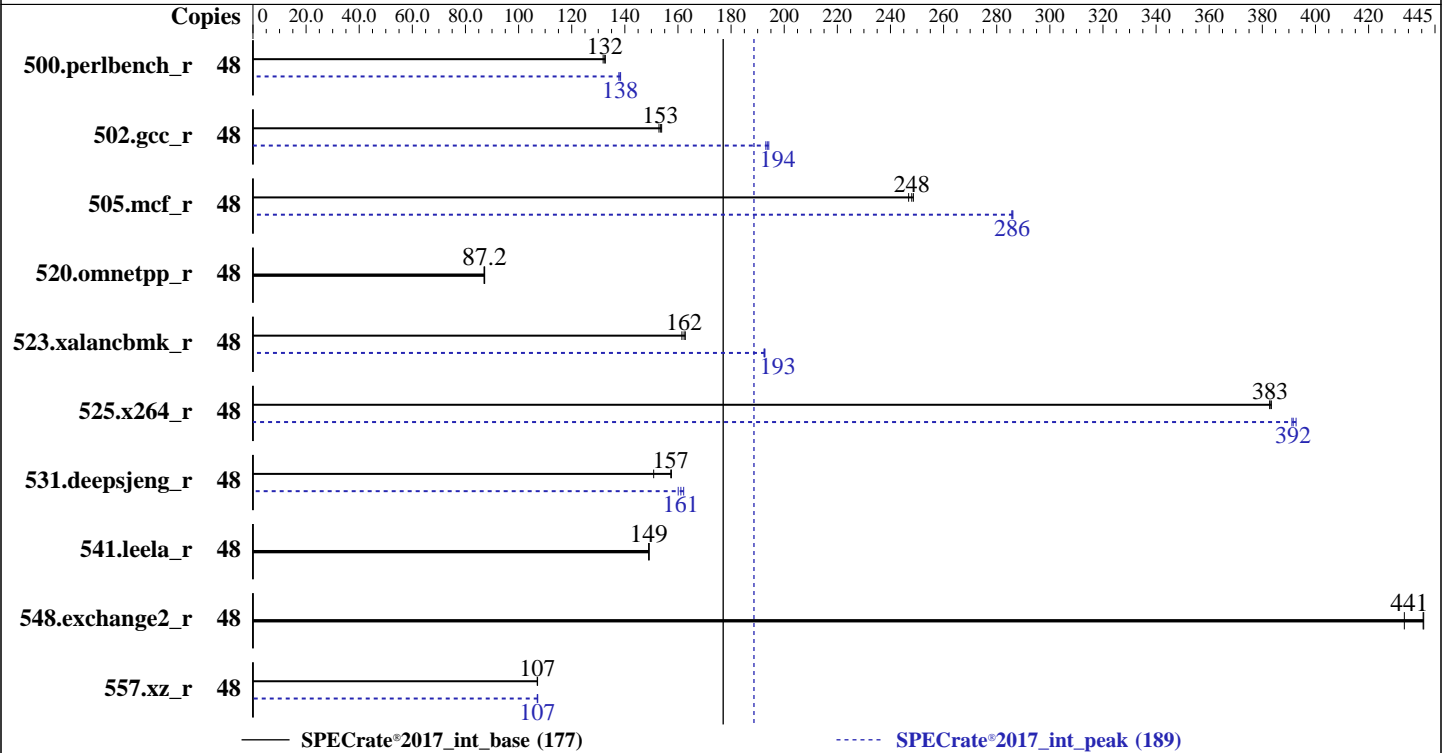 Copies 0 20.0 40.0 60.0 80.0 100 120 140 160 180 200 220 240 260 280 300 320 340 360 380 400 420 445
132
500.perlbench_r 48
138
153
502.gcc_r 48
194
248
505.mcf_r 48
286
87.2
520.omnetpp_r 48
162
523.xalancbmk_r 48
193
383
525.x264_r 48
392
157
531.deepsjeng_r 48
161
149
541.leela_r 48
441
548.exchange2_r 48
107
557.xz_r 48
107
SPECrate®2017_int_base (177) SPECrate®2017_int_peak (189)